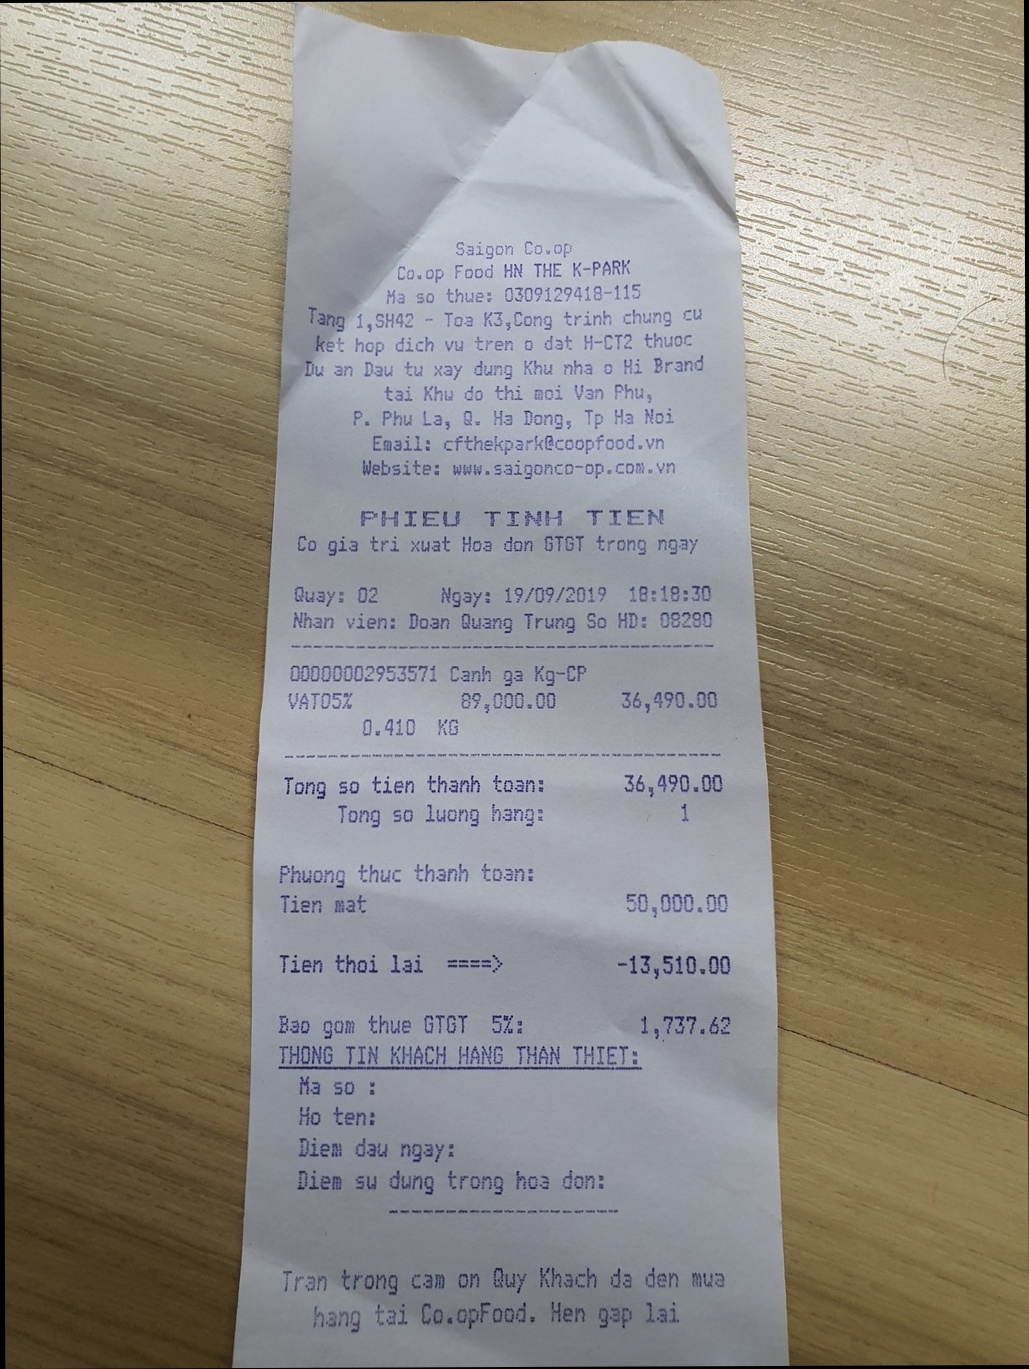 Saigon Co.op
Co.op Food HN THE K-PARK
Ma so thue: 0309129418-115
Tang 1,SH42 - Toa K3,Cong trinh chung cu
ket hop dich vu tren o dat H-CT2 thuoc
Du an Dau tu xay dung Khu nha o Hi Brand
tai Khu do thi moi Van Phu,
P. Phu La, Q. Ha Dong, Tp Ha Noi
Email: cfthekpark@coopfood.vn
Website: www.saigonco-op.com.vn
PHIEU TINH TIEN
Co gia tri xuat Hoa don GTGT trong ngay
Quay: 02 Ngay: 19/09/2019 18:18:30
Nhan vien: Doan Quang Trung So HD: 08280
00000002953571 Canh ga Kg-CP
VAT05% 89,000.00 36,490.00
0.410 KG
Tong so tien thanh toan: 36,490.00
Tong so luong hang: 1
Phuong thuc thanh toan:
Tien mat 50,000.00
Tien thoi lai ====> -13,510.00
Bao gom thue GTGT 5%: 1,737.62
THONG TIN KHACH HANG THAN THIET:
Ma so :
Ho ten:
Diem dau ngay:
Diem su dung trong hoa don:
Tran trong cam on Quy Khach da den mua
hang tai Co.opFood. Hen gap lai